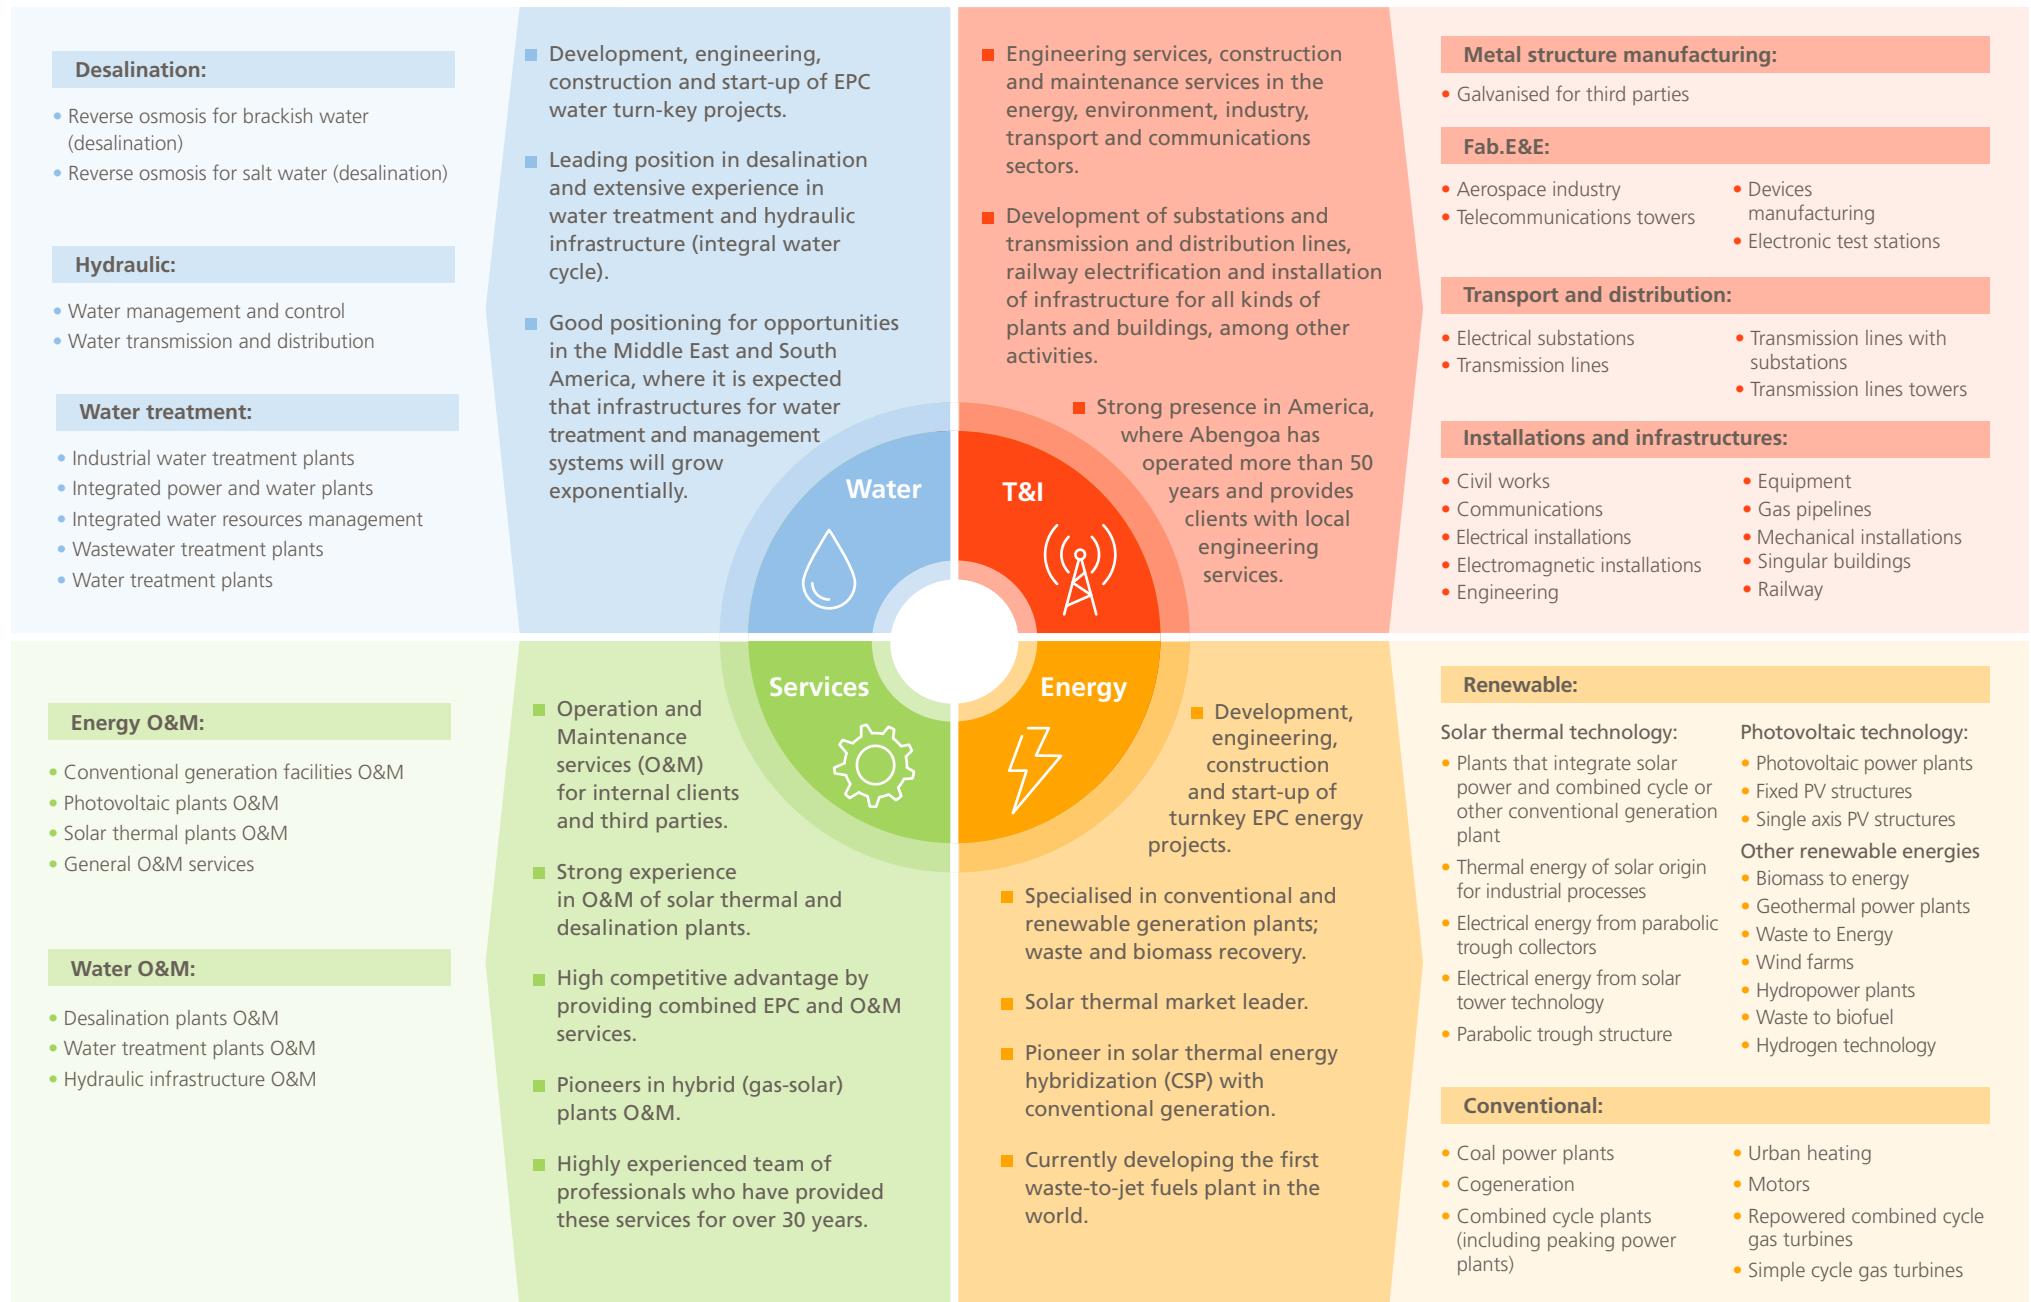 Desalination:
• Reverse osmosis for brackish water
(desalination)
• Reverse osmosis for salt water (desalination)
Hydraulic:
• Water management and control
• Water transmission and distribution
Water treatment:
• Industrial water treatment plants
• Integrated power and water plants
• Integrated water resources management
• Wastewater treatment plants
• Water treatment plants
Development, engineering,
construction and start-up of EPC
water turn-key projects.
Leading position in desalination
and extensive experience in
water treatment and hydraulic
infrastructure (integral water
cycle).
Good positioning for opportunities
in the Middle East and South
America, where it is expected
that infrastructures for water
treatment and management
systems will grow
exponentially.
Water
T&I
Engineering services, construction
and maintenance services in the
energy, environment, industry,
transport and communications
sectors.
Development of substations and
transmission and distribution lines,
railway electrification and installation
of infrastructure for all kinds of
plants and buildings, among other
activities.
Strong presence in America,
where Abengoa has
operated more than 50
years and provides
clients with local
engineering
services.
Metal structure manufacturing:
• Galvanised for third parties
Fab.E&E:
• Aerospace industry
• Telecommunications towers
• Devices
manufacturing
• Electronic test stations
Transport and distribution:
• Electrical substations
• Transmission lines
• Transmission lines with
substations
• Transmission lines towers
Installations and infrastructures:
• Civil works
• Communications
• Electrical installations
• Electromagnetic installations
• Engineering
• Equipment
• Gas pipelines
• Mechanical installations
• Singular buildings
• Railway
Energy O&M:
• Conventional generation facilities O&M
• Photovoltaic plants O&M
• Solar thermal plants O&M
• General O&M services
Water O&M:
• Desalination plants O&M
• Water treatment plants O&M
• Hydraulic infrastructure O&M
Operation and
Maintenance
services (O&M)
for internal clients
and third parties.
Strong experience
in O&M of solar thermal and
desalination plants.
High competitive advantage by
providing combined EPC and O&M
services.
Pioneers in hybrid (gas-solar)
plants O&M.
Highly experienced team of
professionals who have provided
these services for over 30 years.
Services
Energy
Development,
engineering,
construction
and start-up of
turnkey EPC energy
projects.
Specialised in conventional and
renewable generation plants;
waste and biomass recovery.
Solar thermal market leader.
Pioneer in solar thermal energy
hybridization (CSP) with
conventional generation.
Currently developing the first
waste-to-jet fuels plant in the
world.
Renewable:
Solar thermal technology:
• Plants that integrate solar
power and combined cycle or
other conventional generation
plant
• Thermal energy of solar origin
for industrial processes
• Electrical energy from parabolic
trough collectors
• Electrical energy from solar
tower technology
• Parabolic trough structure
Photovoltaic technology:
• Photovoltaic power plants
• Fixed PV structures
• Single axis PV structures
Other renewable energies
• Biomass to energy
• Geothermal power plants
• Waste to Energy
• Wind farms
• Hydropower plants
• Waste to biofuel
• Hydrogen technology
Conventional:
• Coal power plants
• Cogeneration
• Combined cycle plants
(including peaking power
plants)
• Urban heating
• Motors
• Repowered combined cycle
gas turbines
• Simple cycle gas turbines